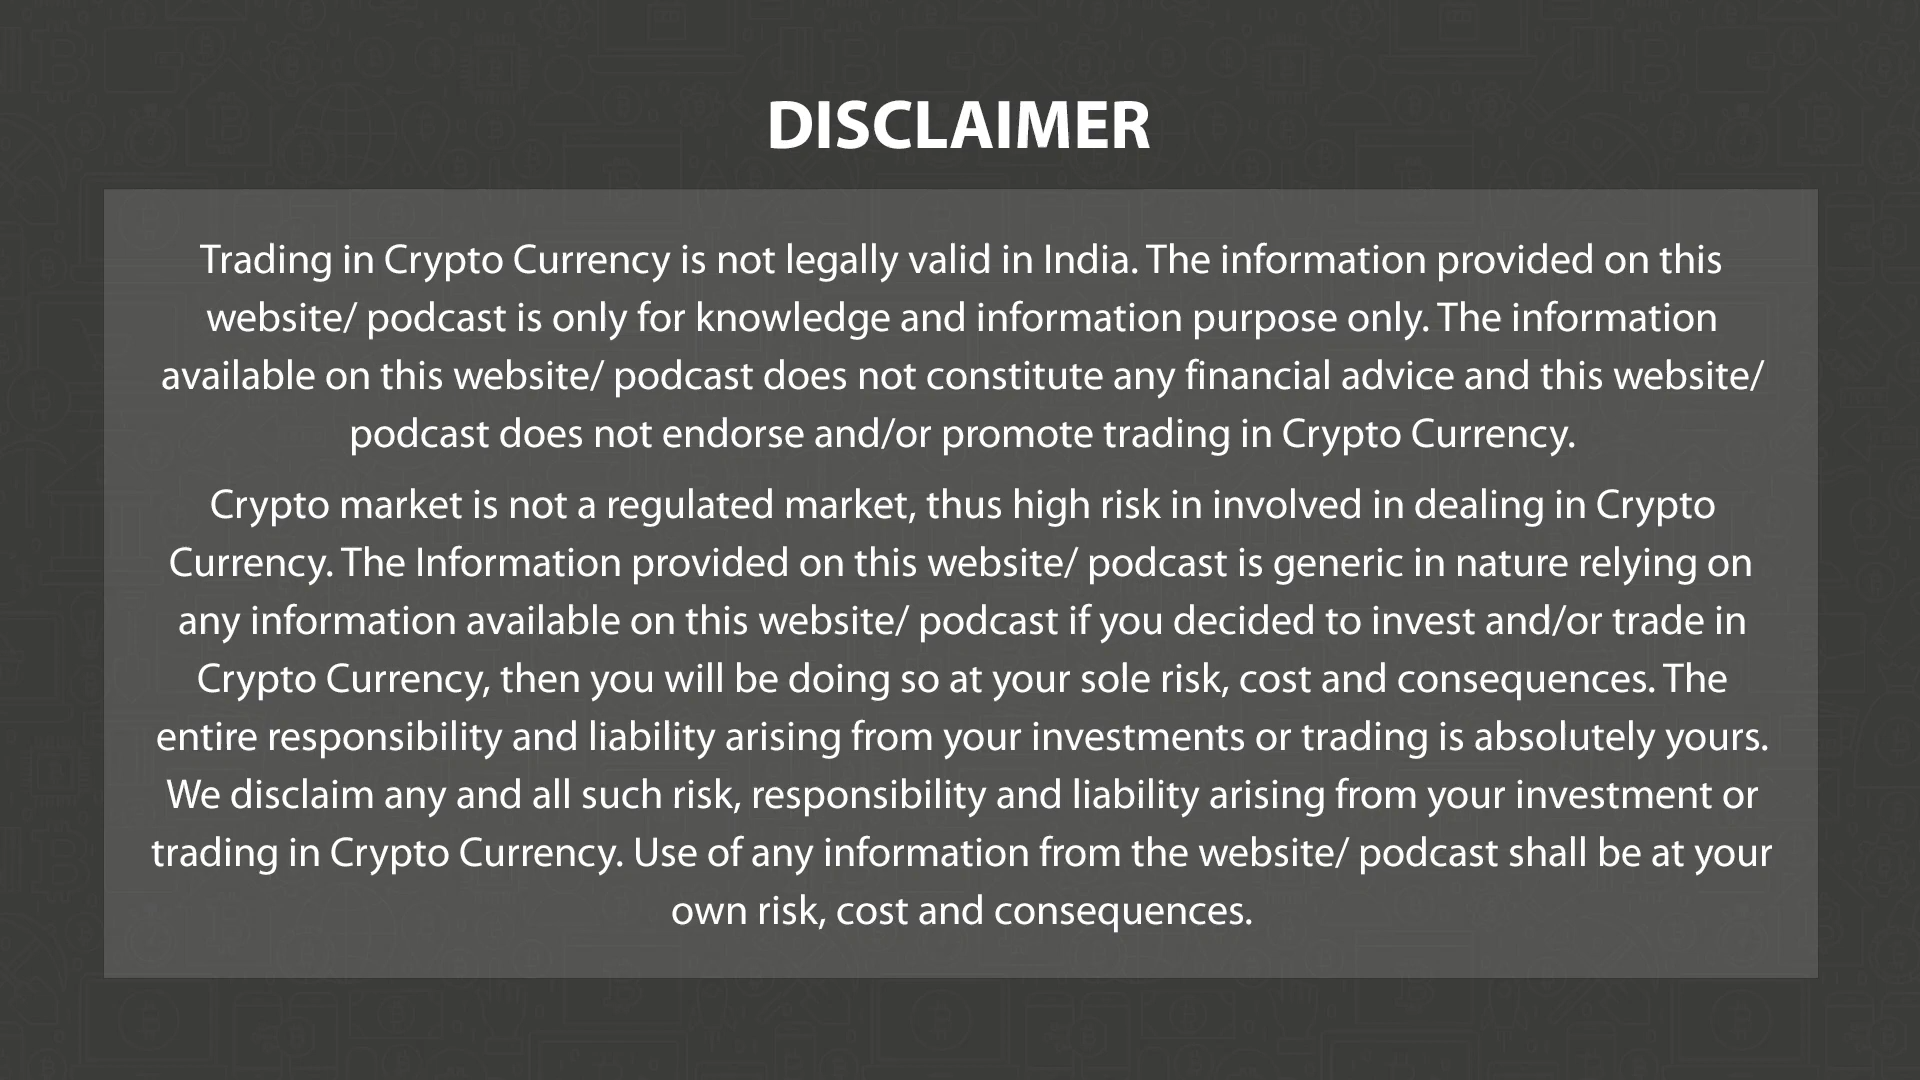 DISCLAIMER
Trading in Crypto Currency is not legally valid in India. The information provided on this
website/ podcast is only for knowledge and information purpose only. The information
available on this website/ podcast does not constitute any financial advice and this website/
podcast does not endorse and/or promote trading in Crypto Currency.
Crypto market is not a regulated market, thus high risk in involved in dealing in Crypto
Currency. The Information provided on this website/ podcast is generic in nature relying on
any information available on this website/ podcast if you decided to invest and/or trade in
Crypto Currency, then you will be doing so at your sole risk, cost and consequences. The
entire responsibility and liability arising from your investments or trading is absolutely yours.
We disclaim any and all such risk, responsibility and liability arising from your investment or
trading in Crypto Currency. Use of any information from the website/ podcast shall be at your
own risk, cost and consequences.